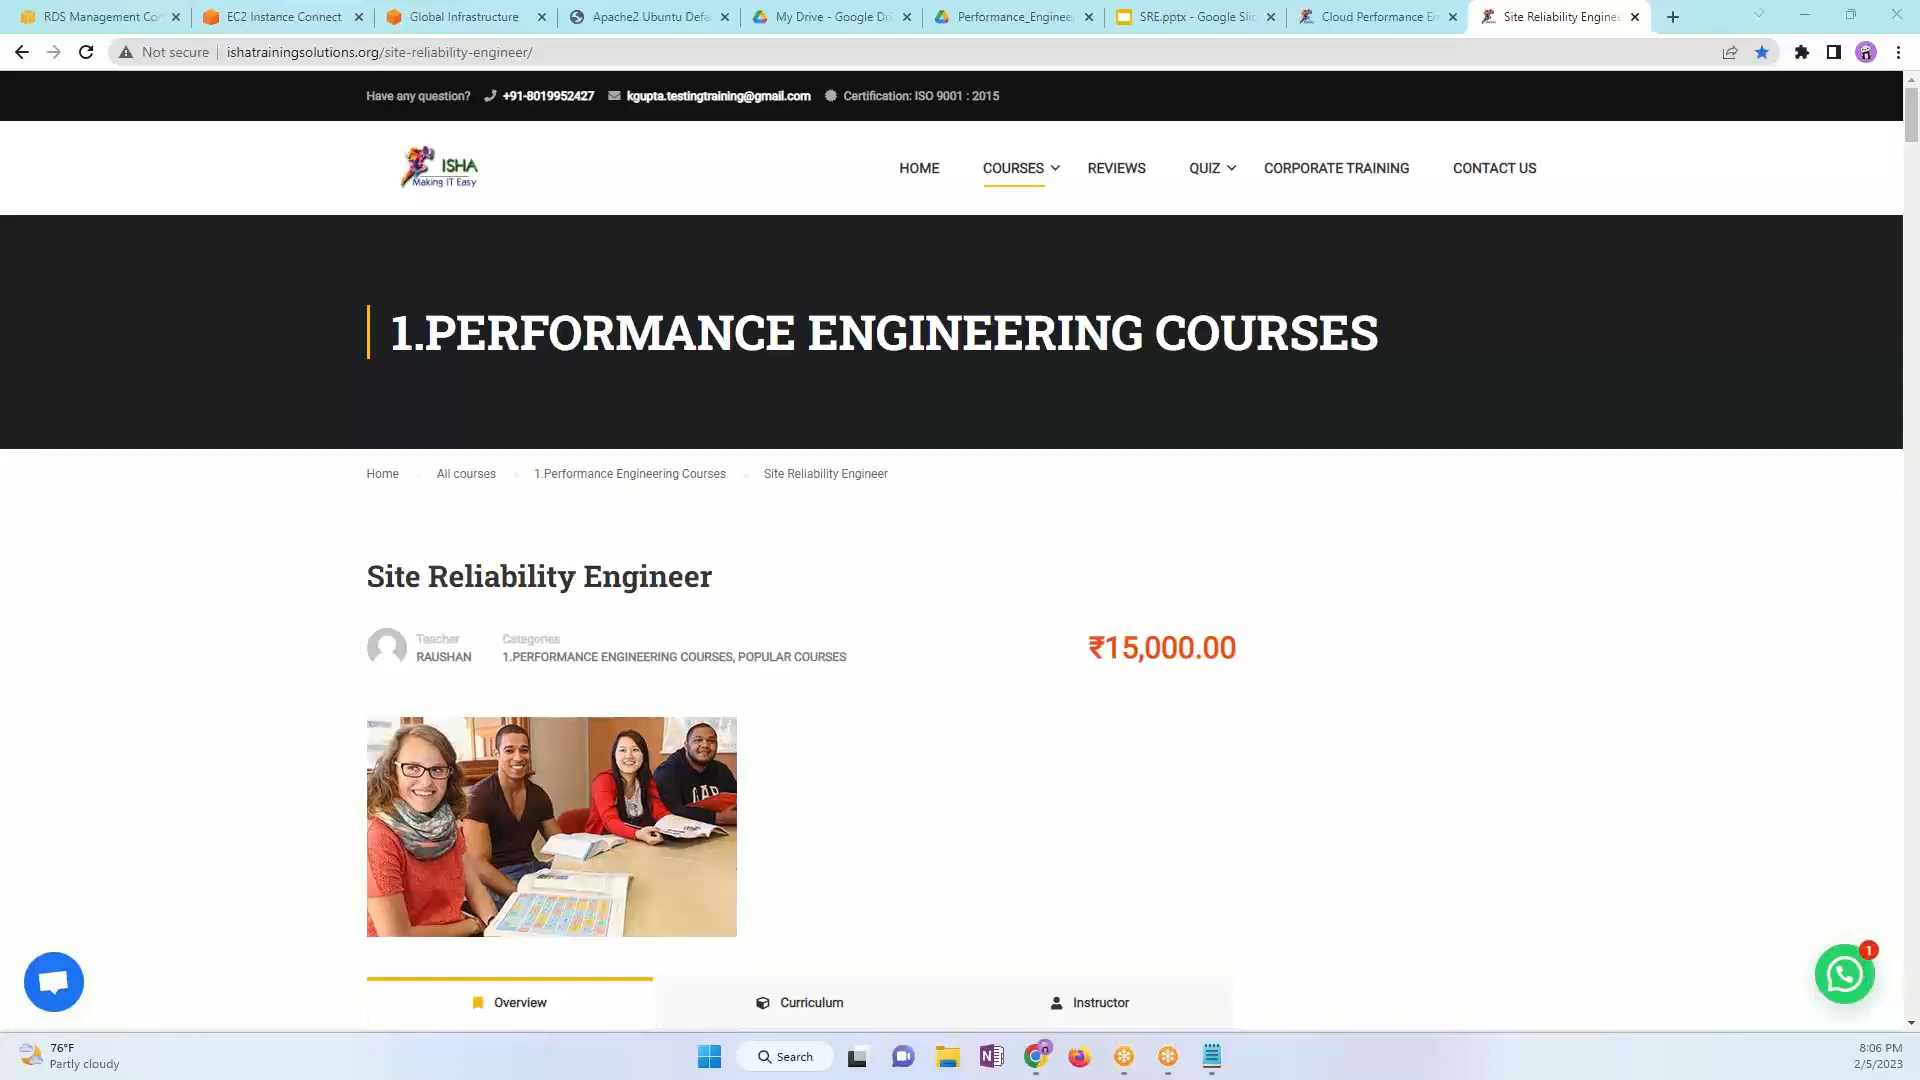 RDS Management Co
EC2 Instance Connect
Global Infrastructure
Apache2 Ubuntu Defa
My Drive - Google Dri
Performance_Enginee
SRE.pptx - Google Slid
Cloud Performance En
Site Reliability Enginee
Not secure
ishatrainingsolutions.org/site-reliability-engineer/
Have any question? +91-8019952427 kgupta.testingtraining@gmail.com Certification: ISO 9001 : 2015
ISHA
Making IT Easy
HOME COURSES REVIEWS QUIZ CORPORATE TRAINING CONTACT US
1.PERFORMANCE ENGINEERING COURSES
Home All courses 1.Performance Engineering Courses Site Reliability Engineer
Site Reliability Engineer
Teacher
RAUSHAN
Categories
1.PERFORMANCE ENGINEERING COURSES, POPULAR COURSES
₹15,000.00
GAP
1
Overview Curriculum Instructor
76°F
Partly cloudy
Search
N
8:06 PM
2/5/2023